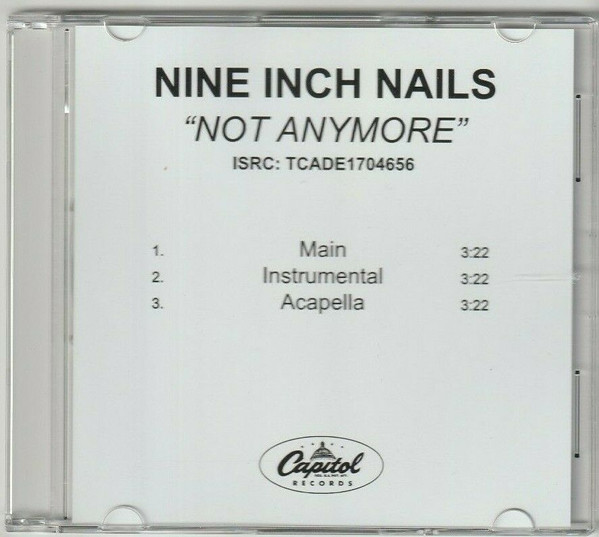 NINE INCH NAILS
“NOT ANYMORE”
ISRC: TCADE1704656
1. Main 3:22
2. Instrumental 3:22
3. Acapella 3:22
Capitol
RECORDS